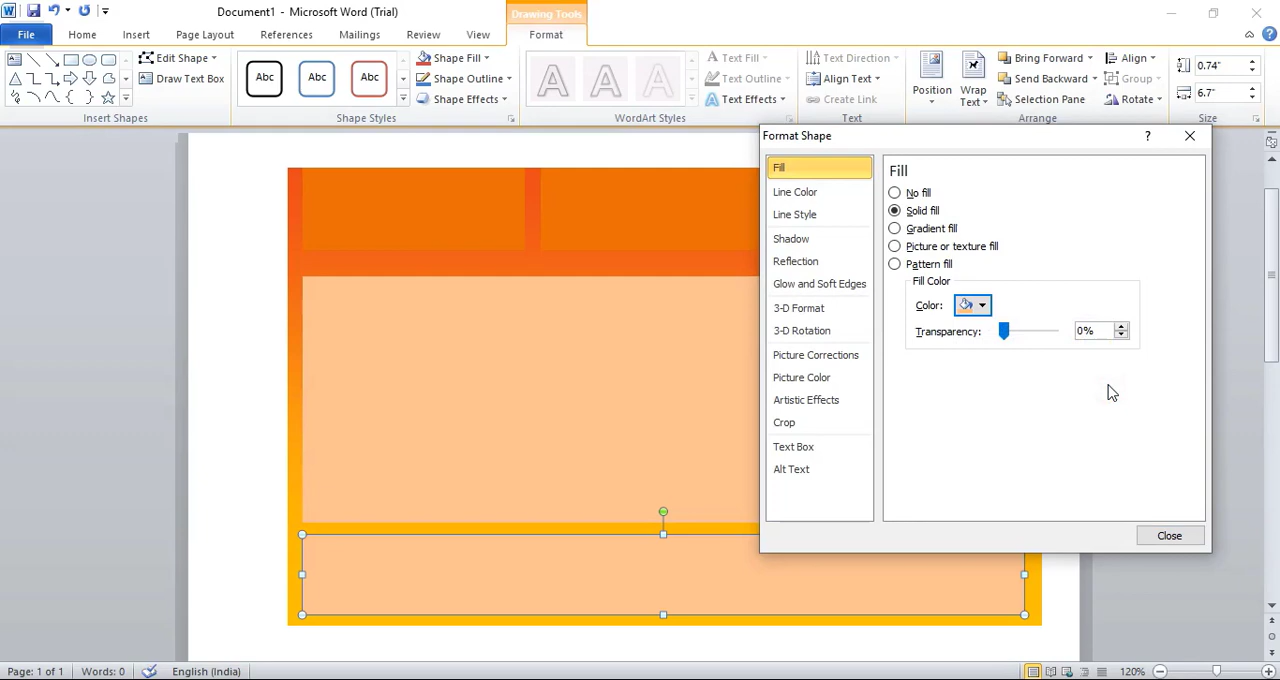 Document1 - Microsoft Word (Trial)
Drawing Tools
File Home Insert Page Layout References Mailings Review View Format
Edit Shape
Draw Text Box
Insert Shapes
Abc Abc Abc
Shape Fill
Shape Outline
Shape Effects
Shape Styles
A A A
WordArt Styles
Text Fill
Text Outline
Text Effects
Text Direction
Align Text
Create Link
Text
Position
Wrap
Text
Bring Forward
Send Backward
Selection Pane
Align
Group
Rotate
Arrange
0.74"
6.7"
Size
Format Shape
Fill
Line Color
Line Style
Shadow
Reflection
Glow and Soft Edges
3-D Format
3-D Rotation
Picture Corrections
Picture Color
Artistic Effects
Crop
Text Box
Alt Text
Fill
No fill
Solid fill
Gradient fill
Picture or texture fill
Pattern fill
Fill Color
Color:
Transparency: 0%
Close
Page: 1 of 1 Words: 0 English (India) 120%